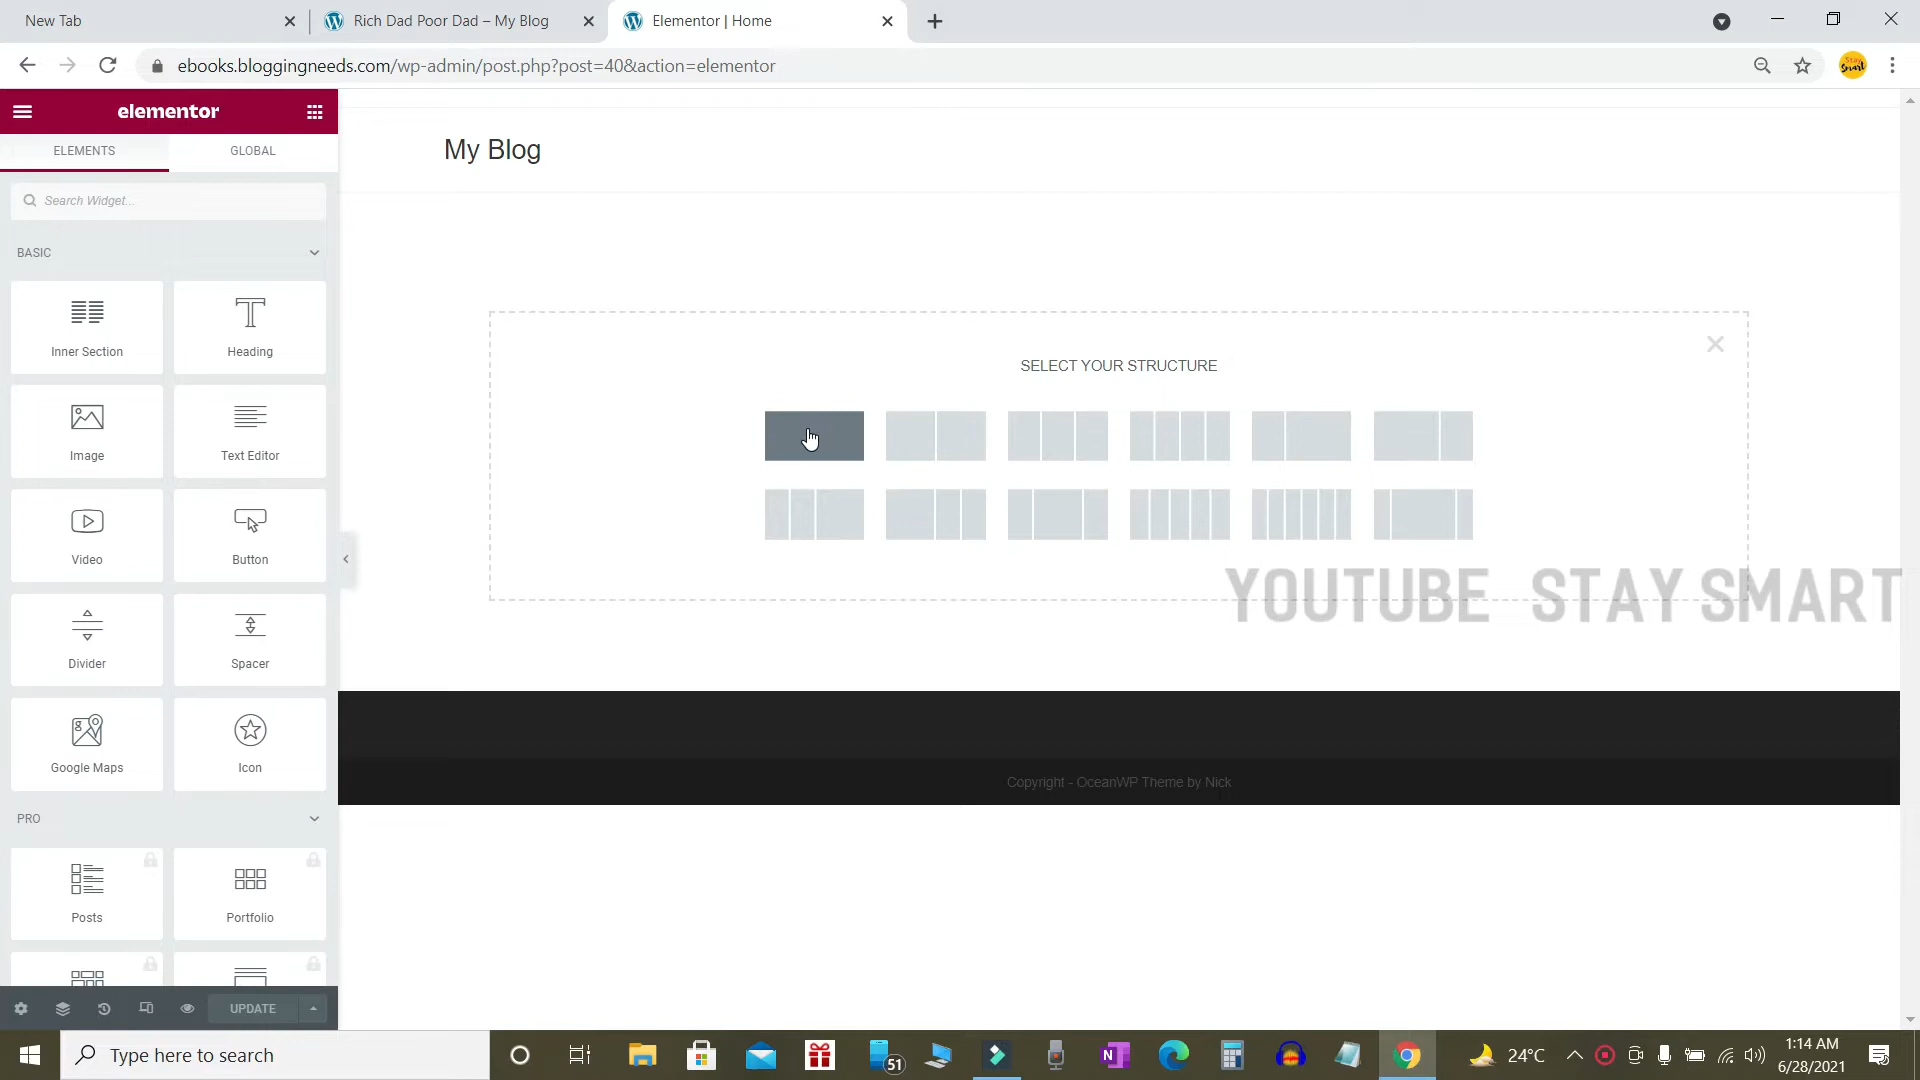 New Tab
Rich Dad Poor Dad – My Blog
Elementor | Home
ebooks.bloggingneeds.com/wp-admin/post.php?post=40&action=elementor
Stay Smart
elementor
ELEMENTS
GLOBAL
My Blog
Search Widget...
BASIC
Inner Section
Heading
SELECT YOUR STRUCTURE
Image
Text Editor
Video
Button
YOUTUBE STAY SMART
Divider
Spacer
Google Maps
Icon
Copyright - OceanWP Theme by Nick
PRO
Posts
Portfolio
UPDATE
Type here to search
51
N
24°C
1:14 AM
6/28/2021